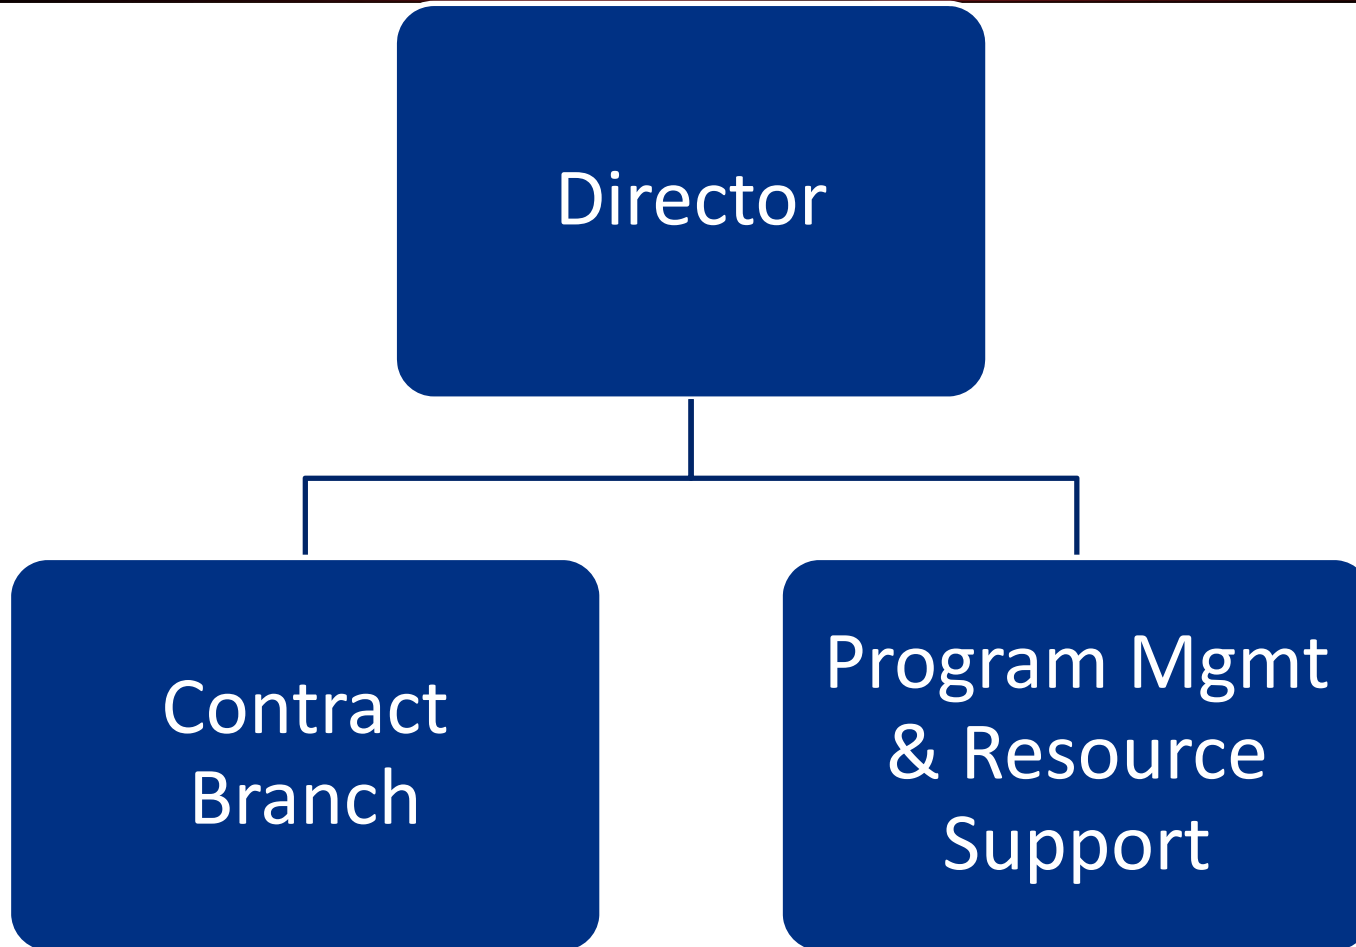 Director
Contract
Branch
Program Mgmt
& Resource
Support